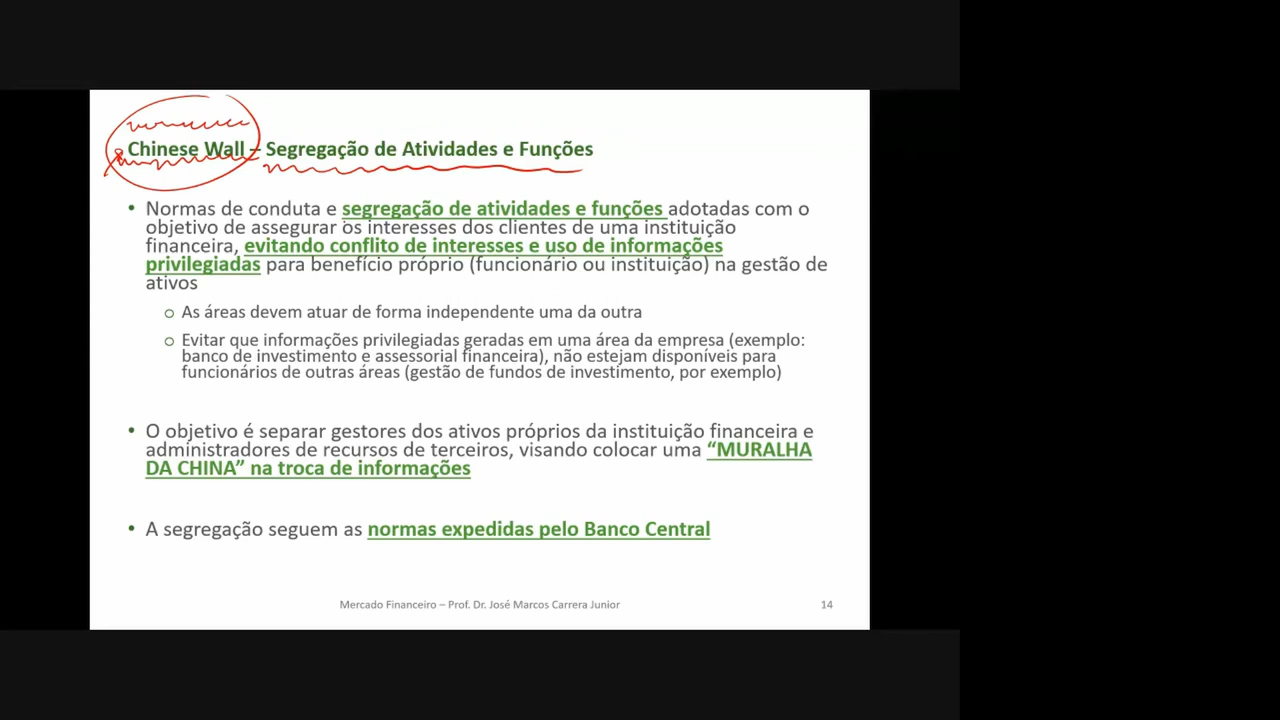 Chinese Wall – Segregação de Atividades e Funções
• Normas de conduta e segregação de atividades e funções adotadas com o
objetivo de assegurar os interesses dos clientes de uma instituição
financeira, evitando conflito de interesses e uso de informações
privilegiadas para benefício próprio (funcionário ou instituição) na gestão de
ativos
o As áreas devem atuar de forma independente uma da outra
o Evitar que informações privilegiadas geradas em uma área da empresa (exemplo:
banco de investimento e assessorial financeira), não estejam disponíveis para
funcionários de outras áreas (gestão de fundos de investimento, por exemplo)
• O objetivo é separar gestores dos ativos próprios da instituição financeira e
administradores de recursos de terceiros, visando colocar uma “MURALHA
DA CHINA” na troca de informações
• A segregação seguem as normas expedidas pelo Banco Central
Mercado Financeiro – Prof. Dr. José Marcos Carrera Junior
14